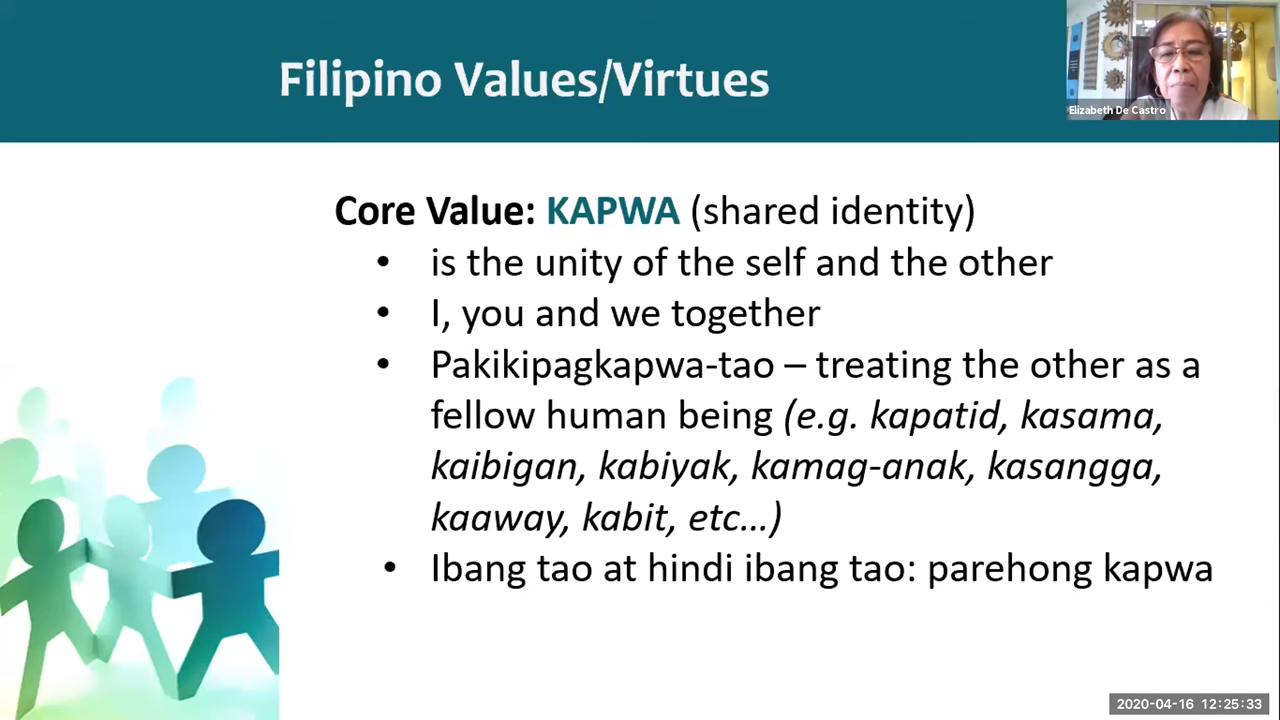 Filipino Values/Virtues
Elizabeth De Castro
Core Value: KAPWA (shared identity)
• is the unity of the self and the other
• I, you and we together
• Pakikipagkapwa-tao – treating the other as a
fellow human being (e.g. kapatid, kasama,
kaibigan, kabiyak, kamag-anak, kasangga,
kaaway, kabit, etc…)
• Ibang tao at hindi ibang tao: parehong kapwa
2020-04-16 12:25:33